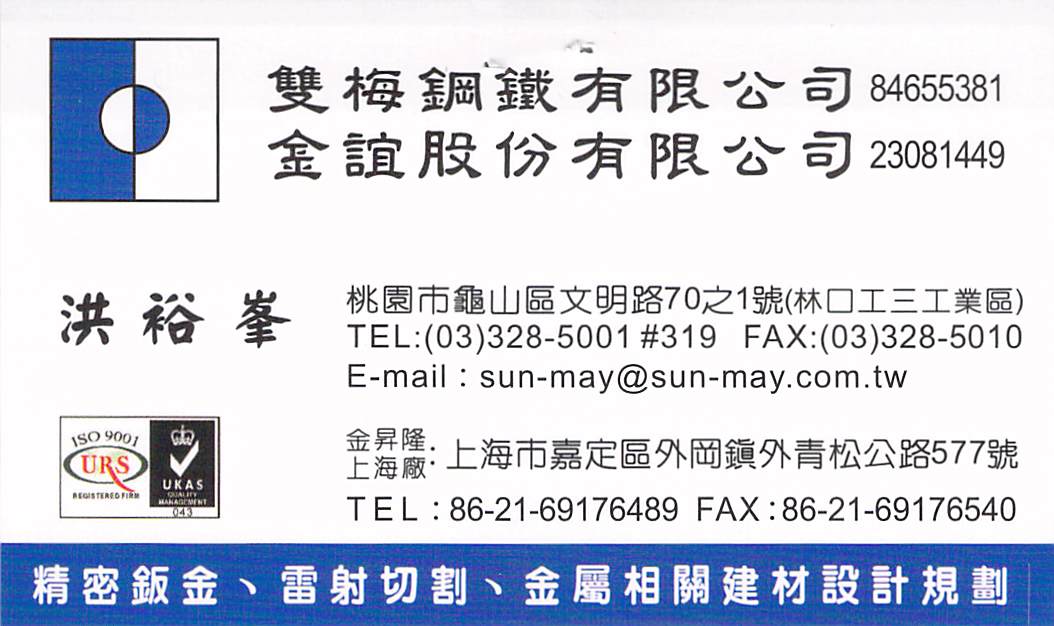 雙梅鋼鐵有限公司 84655381
金誼股份有限公司 23081449
洪裕峯
桃園市龜山區文明路70之1號(林口工三工業區)
TEL:(03)328-5001 #319 FAX:(03)328-5010
E-mail：sun-may@sun-may.com.tw
ISO 9001
URS
REGISTERED FIRM
UKAS
QUALITY
MANAGEMENT
043
金昇隆
上海廠：上海市嘉定區外岡鎮外青松公路577號
TEL：86-21-69176489 FAX：86-21-69176540
精密鈑金、雷射切割、金屬相關建材設計規劃